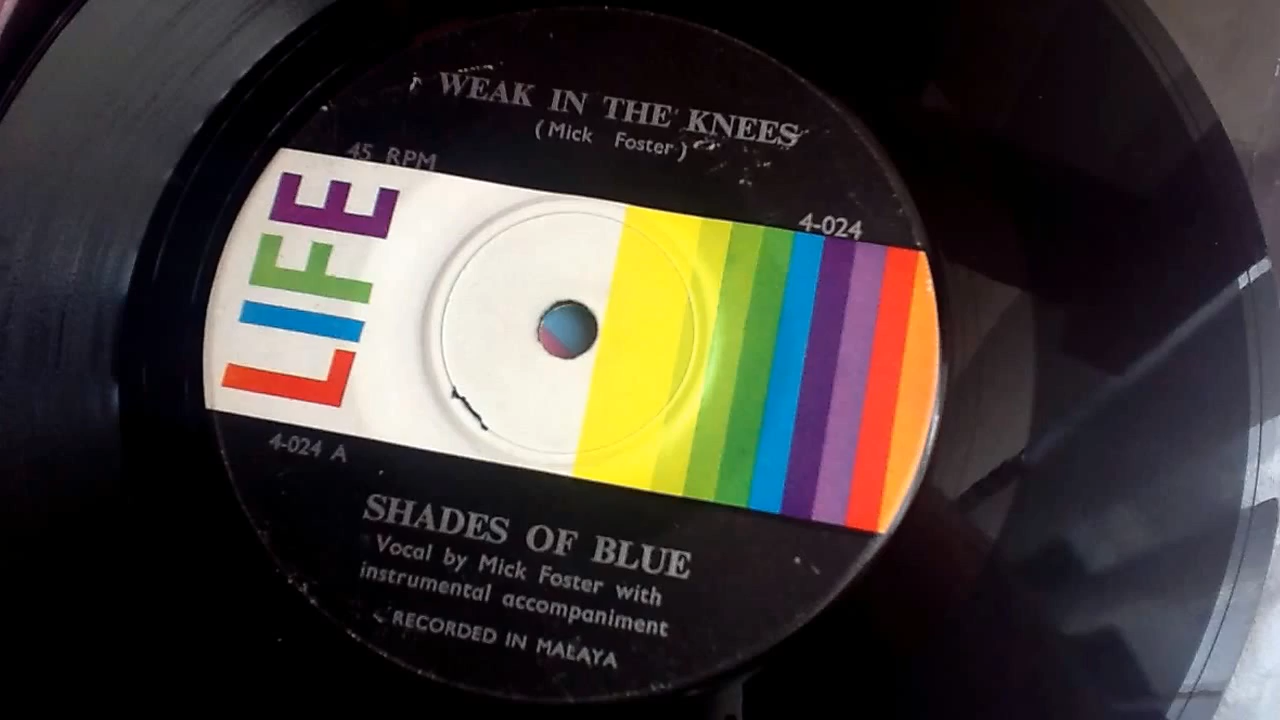 WEAK IN THE KNEES
(Mick Foster)
45 RPM
4-024
LIFE
4-024 A
SHADES OF BLUE
Vocal by Mick Foster with
instrumental accompaniment
RECORDED IN MALAYA